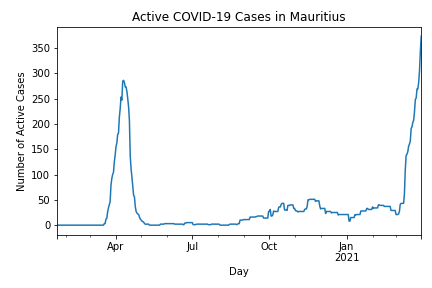 Active COVID-19 Cases in Mauritius
Number of Active Cases
350
300
250
200
150
100
50
0
Apr
Jul
Oct
Jan
2021
Day